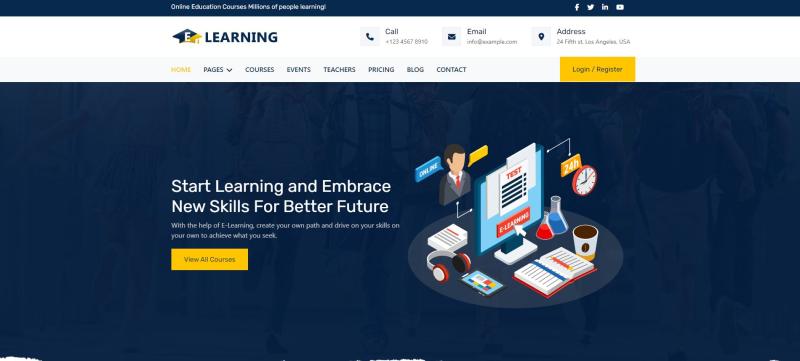 Online Education Courses Millions of people learning!
E LEARNING
Call
+123 4567 8910
Email
info@example.com
Address
24 Fifth st. Los Angeles, USA
HOME PAGES COURSES EVENTS TEACHERS PRICING BLOG CONTACT
Login / Register
Start Learning and Embrace
New Skills For Better Future
With the help of E-Learning, create your own path and drive on your skills on
your own to achieve what you seek.
View All Courses
ONLINE
TEST
24h
E-LEARNING